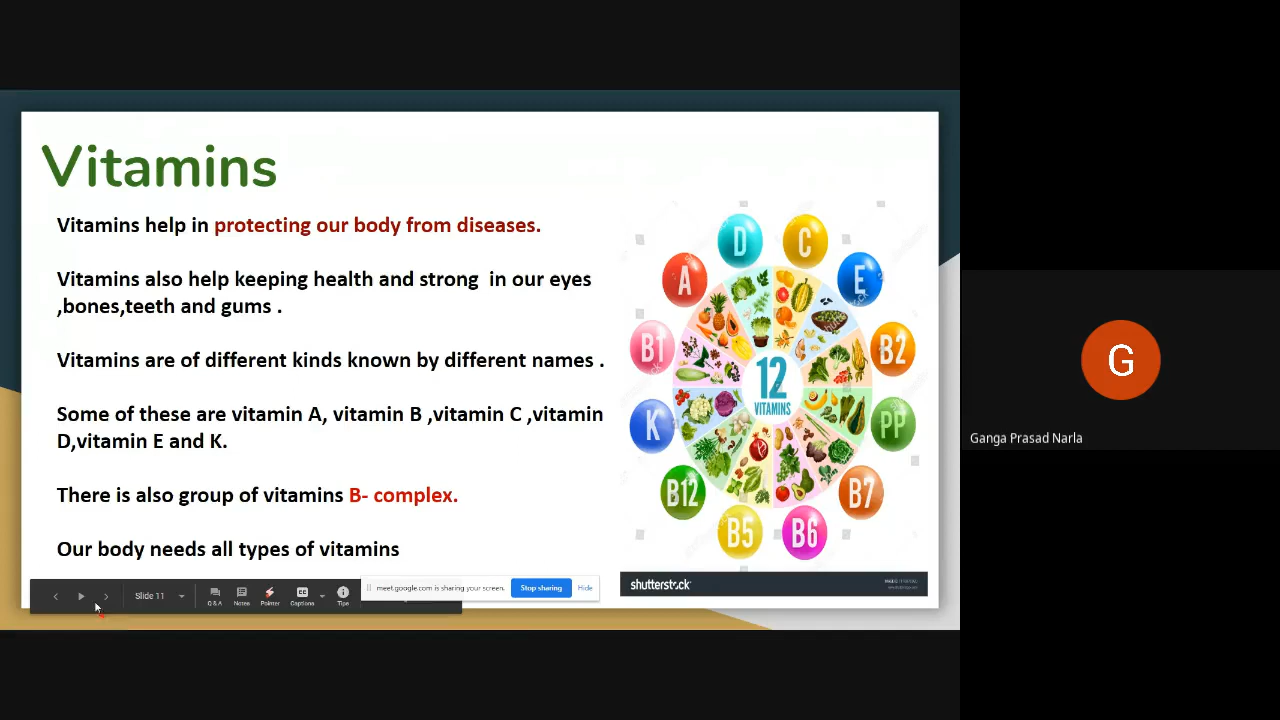 Vitamins
Vitamins help in protecting our body from diseases.
Vitamins also help keeping health and strong  in our eyes
,bones,teeth and gums .
Vitamins are of different kinds known by different names .
Some of these are vitamin A, vitamin B ,vitamin C ,vitamin
D,vitamin E and K.
There is also group of vitamins B- complex.
Our body needs all types of vitamins
D
C
A
E
B1
B2
12
VITAMINS
K
PP
B12
B7
B5
B6
shutterstock
Slide 11
Q & A
Notes
Pointer
Captions
Tips
meet.google.com is sharing your screen.
Stop sharing
Hide
G
Ganga Prasad Narla